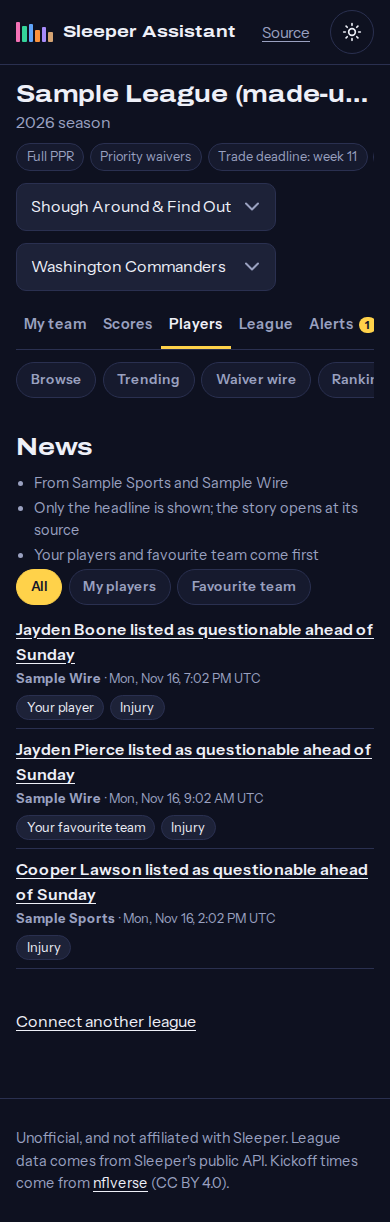 Sleeper Assistant
Source
Sample League (made-u...
2026 season
Full PPR
Priority waivers
Trade deadline: week 11
Shough Around & Find Out
Washington Commanders
My team
Scores
Players
League
Alerts 1
Browse
Trending
Waiver wire
News
• From Sample Sports and Sample Wire
• Only the headline is shown; the story opens at its
source
• Your players and favourite team come first
All
My players
Favourite team
Jayden Boone listed as questionable ahead of
Sunday
Sample Wire · Mon, Nov 16, 7:02 PM UTC
Your player
Injury
Jayden Pierce listed as questionable ahead of
Sunday
Sample Wire · Mon, Nov 16, 9:02 AM UTC
Your favourite team
Injury
Cooper Lawson listed as questionable ahead
of Sunday
Sample Sports · Mon, Nov 16, 2:02 PM UTC
Injury
Connect another league
Unofficial, and not affiliated with Sleeper. League
data comes from Sleeper's public API. Kickoff times
come from nflverse (CC BY 4.0).